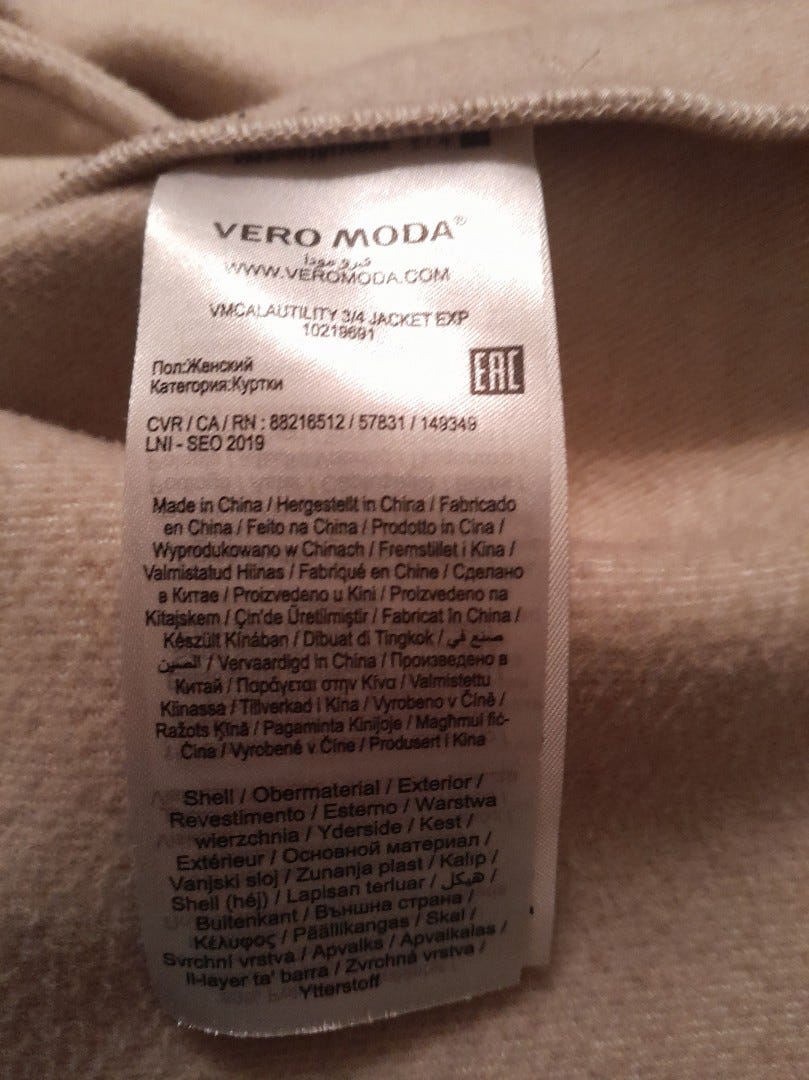 VERO MODA®
فيرو مودا
WWW.VEROMODA.COM
VMCALAUTILITY 3/4 JACKET EXP
10219691
Пол:Женский
Категория:Куртки
EAC
CVR / CA / RN : 88216512 / 57831 / 149349
LNI - SEO 2019
Made in China / Hergestellt in China / Fabricado
en China / Feito na China / Prodotto in Cina /
Wyprodukowano w Chinach / Fremstillet i Kina /
Valmistatud Hiinas / Fabriqué en Chine / Сделано
в Китае / Proizvedeno u Kini / Proizvedeno na
Kitajskem / Çin'de Üretilmiştir / Fabricat în China /
Készült Kínában / Dibuat di Tingkok / صنع في
الصين / Vervaardigd in China / Произведено в
Китай / Παράγεται στην Κίνα / Valmistettu
Kiinassa / Tillverkad i Kina / Vyrobeno v Číně /
Ražots Ķīnā / Pagaminta Kinijoje / Maghmul fiċ-
Ċina / Vyrobené v Číne / Produsert i Kina
Shell / Obermaterial / Exterior /
Revestimento / Esterno / Warstwa
wierzchnia / Yderside / Kest /
Extérieur / Основной материал /
Vanjski sloj / Zunanja plast / Kalıp /
Shell (héj) / Lapisan terluar / هيكل /
Buitenkant / Външна страна /
Κέλυφος / Päällikangas / Skal /
Svrchní vrstva / Apvalks / Apvalkalas /
Il-layer ta' barra / Zvrchná vrstva /
Ytterstoff